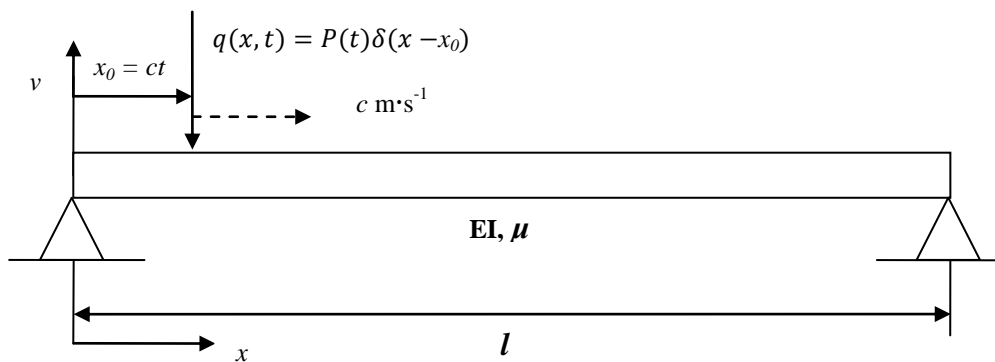 q(x, t) = P(t)δ(x −x₀)
x₀ = ct
v
c m·s⁻¹
EI, μ
l
x